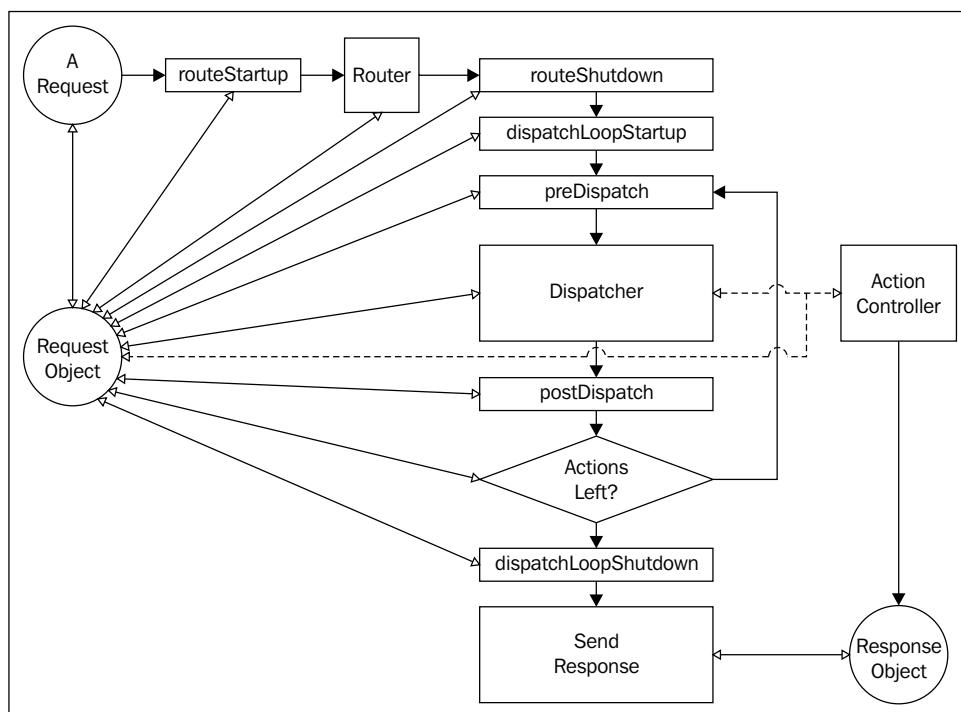 A
Request
routeStartup
Router
routeShutdown
dispatchLoopStartup
preDispatch
Dispatcher
Action
Controller
Request
Object
postDispatch
Actions
Left?
dispatchLoopShutdown
Send
Response
Response
Object